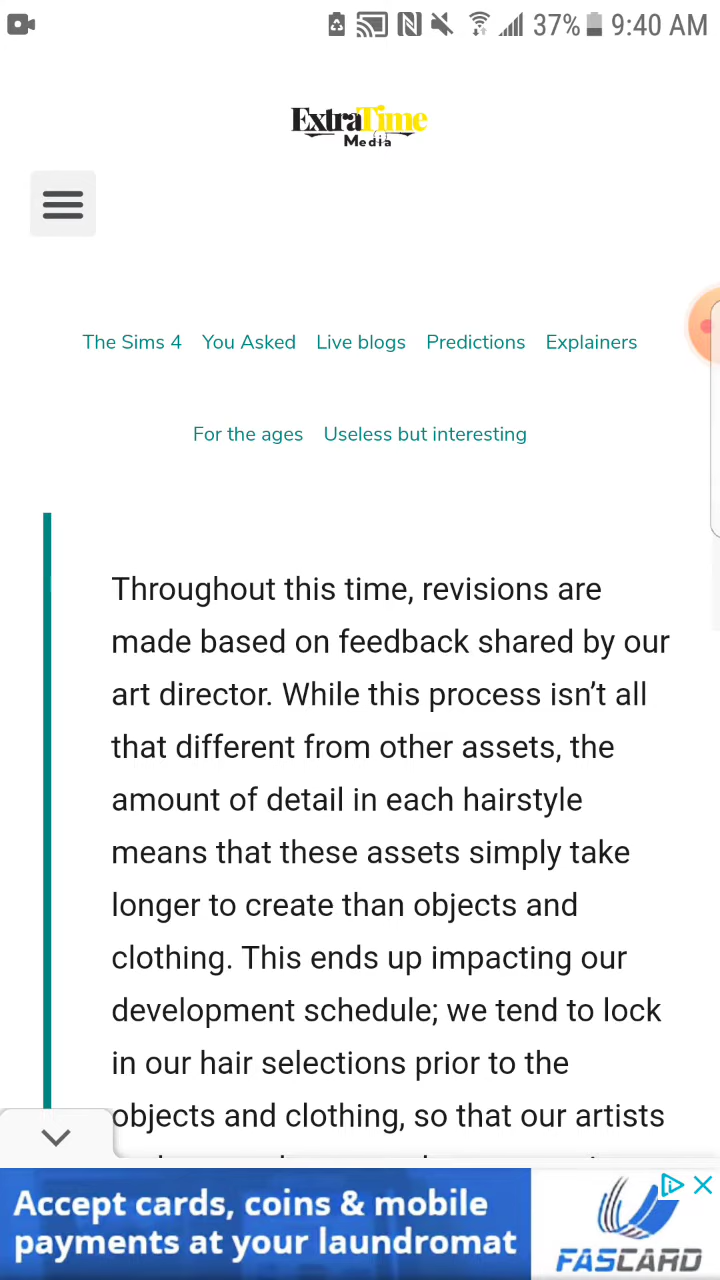 37% 9:40 AM
ExtraTime
Media
The Sims 4 You Asked Live blogs Predictions Explainers
For the ages Useless but interesting
Throughout this time, revisions are
made based on feedback shared by our
art director. While this process isn’t all
that different from other assets, the
amount of detail in each hairstyle
means that these assets simply take
longer to create than objects and
clothing. This ends up impacting our
development schedule; we tend to lock
in our hair selections prior to the
objects and clothing, so that our artists
Accept cards, coins & mobile
payments at your laundromat
FASCARD